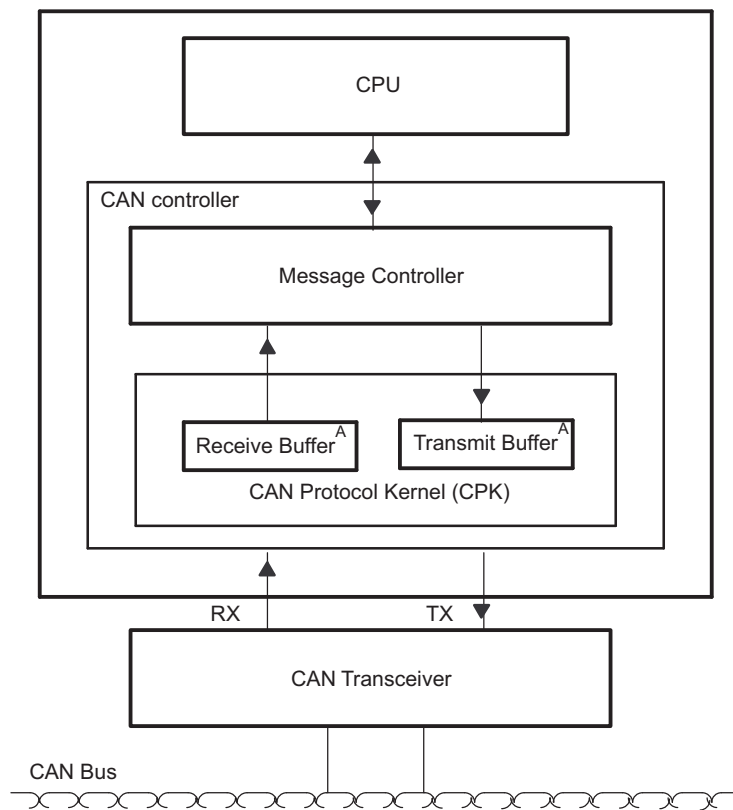 CPU
CAN controller
Message Controller
Receive Buffer A
Transmit Buffer A
CAN Protocol Kernel (CPK)
RX
TX
CAN Transceiver
CAN Bus